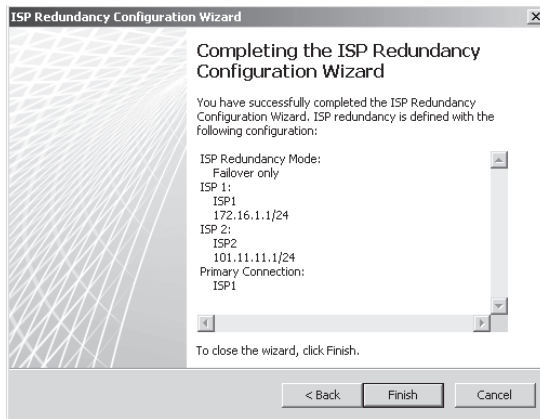 ISP Redundancy Configuration Wizard
Completing the ISP Redundancy
Configuration Wizard
You have successfully completed the ISP Redundancy
Configuration Wizard. ISP redundancy is defined with the
following configuration:
ISP Redundancy Mode:
Failover only
ISP 1:
ISP1
172.16.1.1/24
ISP 2:
ISP2
101.11.11.1/24
Primary Connection:
ISP1
To close the wizard, click Finish.
< Back
Finish
Cancel